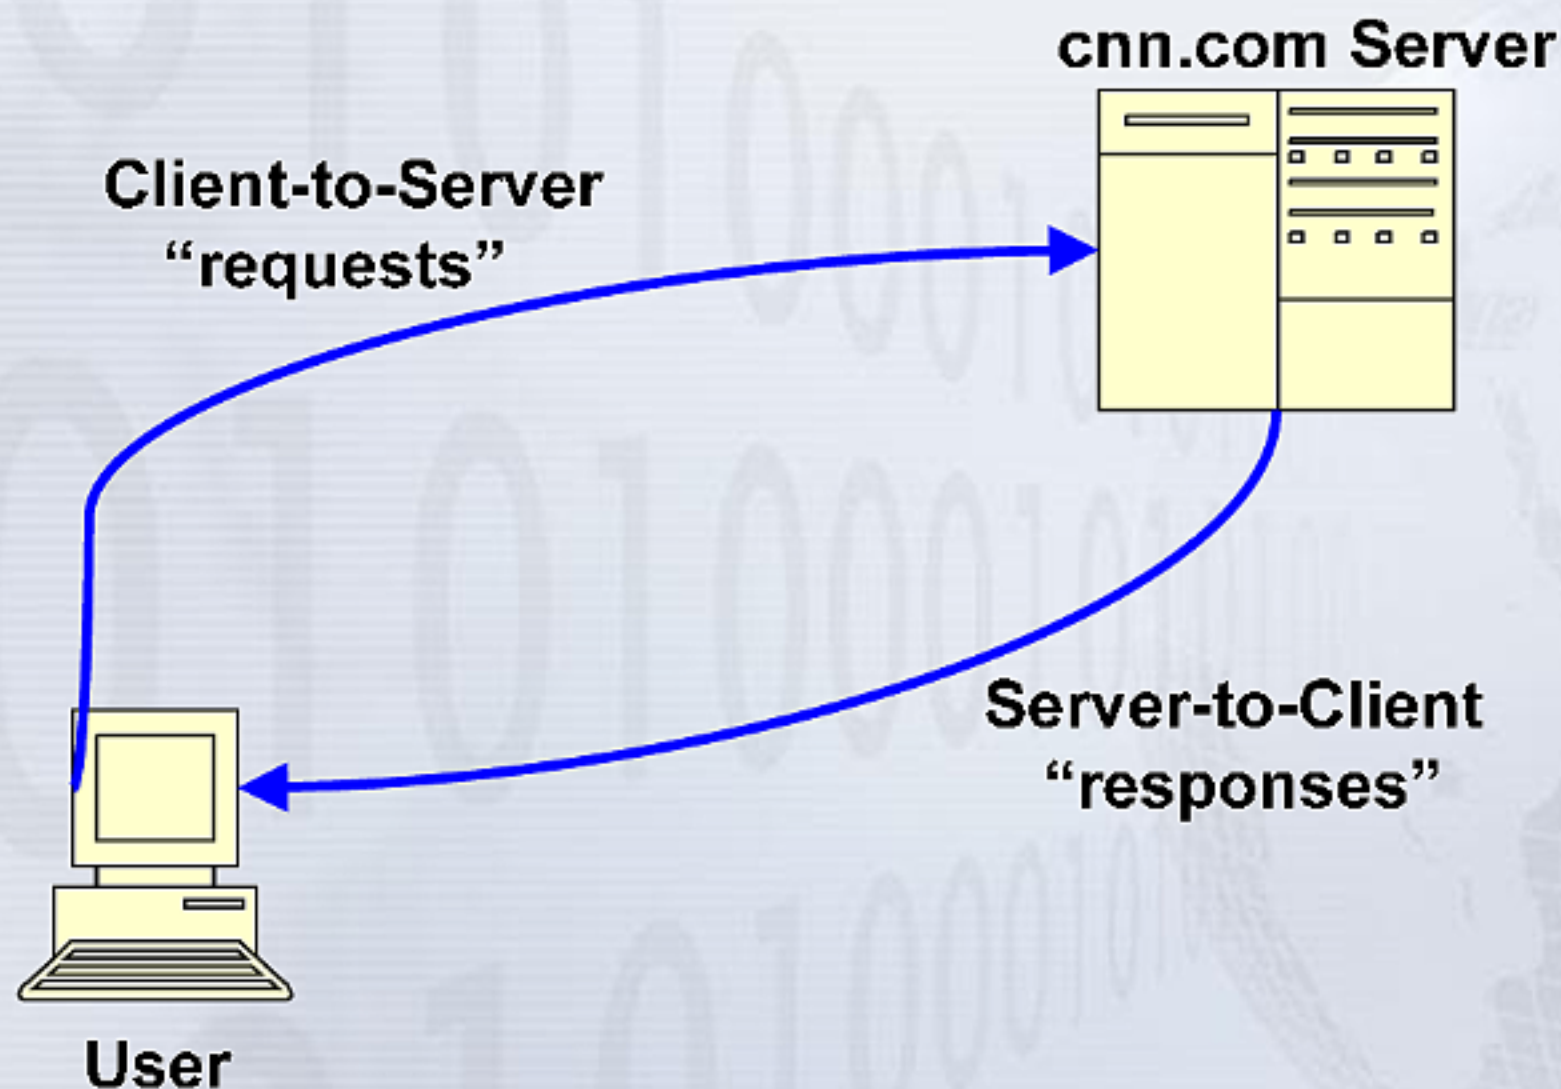 cnn.com Server
Client-to-Server
“requests”
Server-to-Client
“responses”
User